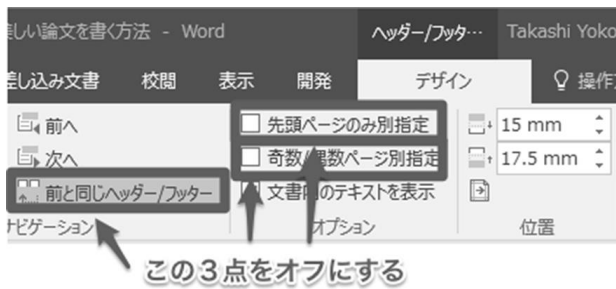 美しい論文を書く方法 - Word ヘッダー/フッタ… Takashi Yoko
差し込み文書 校閲 表示 開発 デザイン 操作
前へ 先頭ページのみ別指定 15 mm
次へ 奇数/偶数ページ別指定 17.5 mm
前と同じヘッダー/フッター 文書内のテキストを表示
ナビゲーション オプション 位置
この3点をオフにする